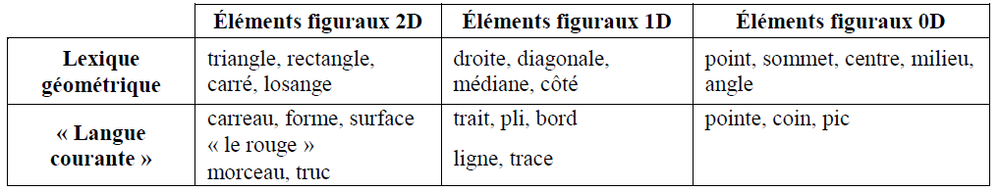 Éléments figuraux 2D Éléments figuraux 1D Éléments figuraux 0D
Lexique géométrique
triangle, rectangle,
carré, losange
droite, diagonale,
médiane, côté
point, sommet, centre, milieu,
angle
« Langue
courante »
carreau, forme, surface
« le rouge »
morceau, truc
trait, pli, bord
ligne, trace
pointe, coin, pic